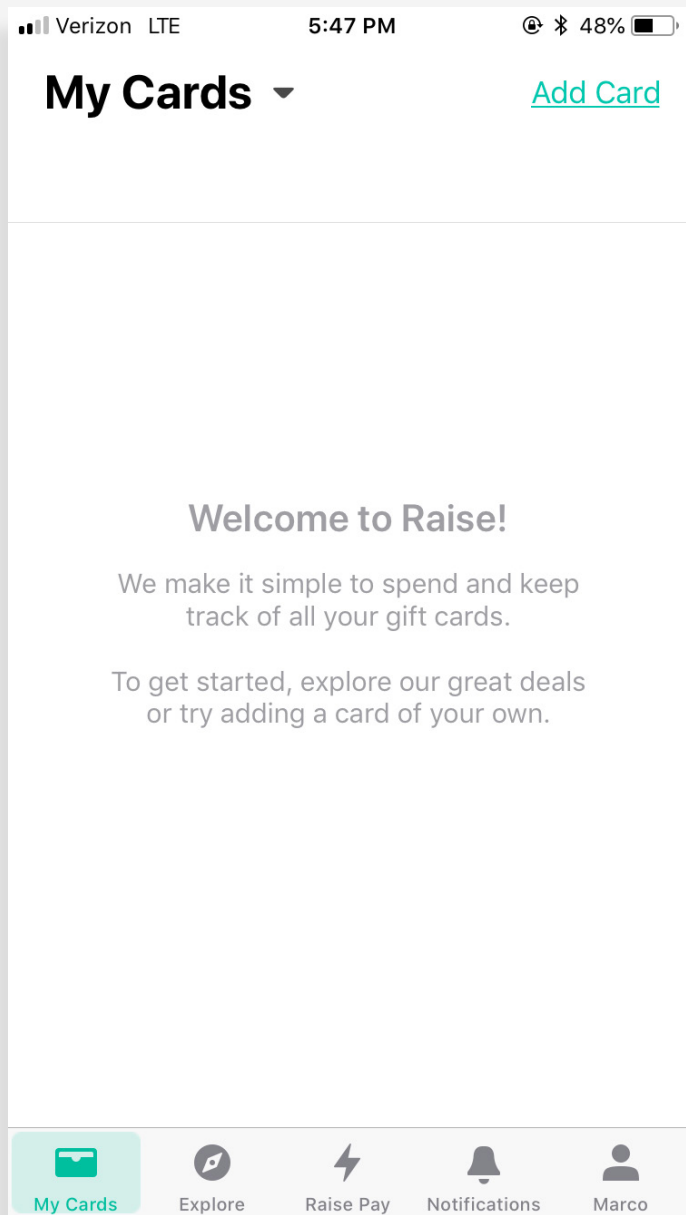 Verizon LTE 5:47 PM 48%
My Cards Add Card
Welcome to Raise!
We make it simple to spend and keep
track of all your gift cards.
To get started, explore our great deals
or try adding a card of your own.
My Cards Explore Raise Pay Notifications Marco